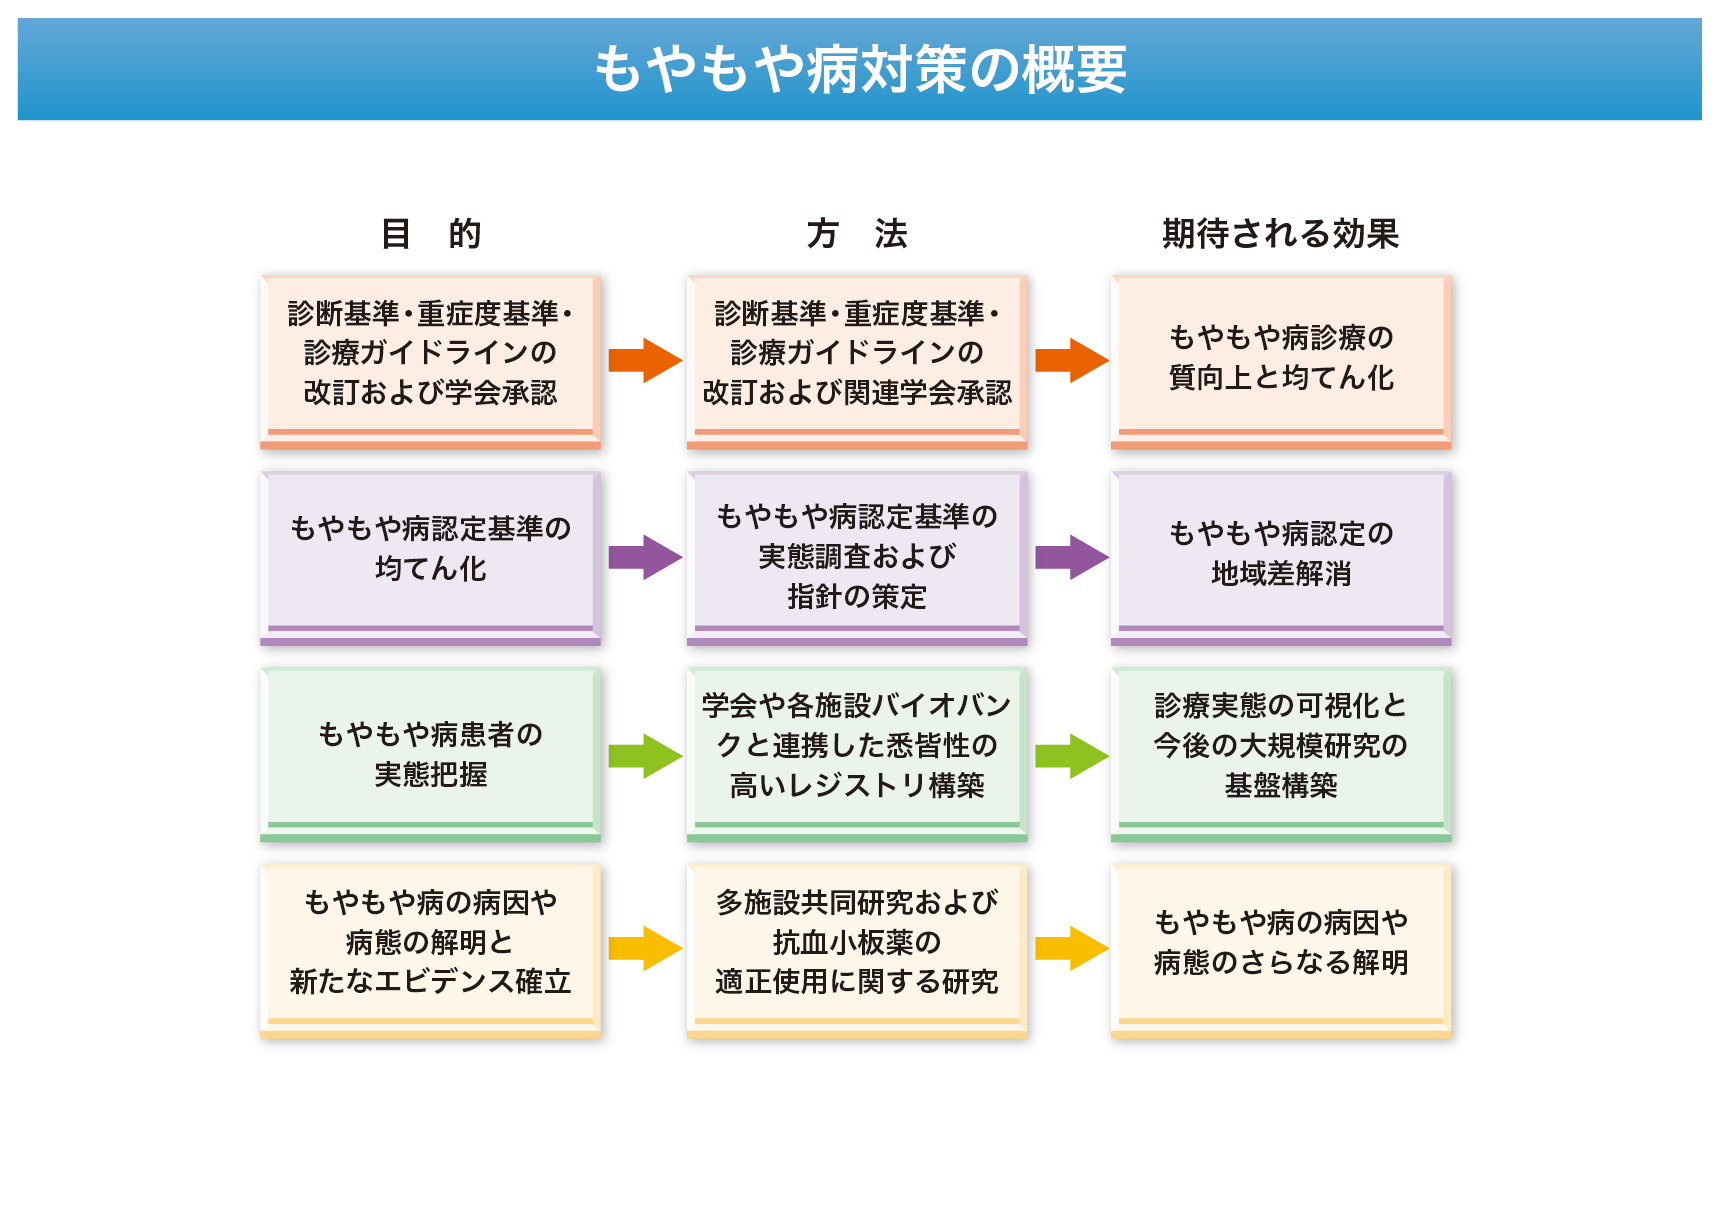 もやもや病対策の概要
目　的
方　法
期待される効果
診断基準・重症度基準・
診療ガイドラインの
改訂および学会承認
診断基準・重症度基準・
診療ガイドラインの
改訂および関連学会承認
もやもや病診療の
質向上と均てん化
もやもや病認定基準の
均てん化
もやもや病認定基準の
実態調査および
指針の策定
もやもや病認定の
地域差解消
もやもや病患者の
実態把握
学会や各施設バイオバン
クと連携した悉皆性の
高いレジストリ構築
診療実態の可視化と
今後の大規模研究の
基盤構築
もやもや病の病因や
病態の解明と
新たなエビデンス確立
多施設共同研究および
抗血小板薬の
適正使用に関する研究
もやもや病の病因や
病態のさらなる解明